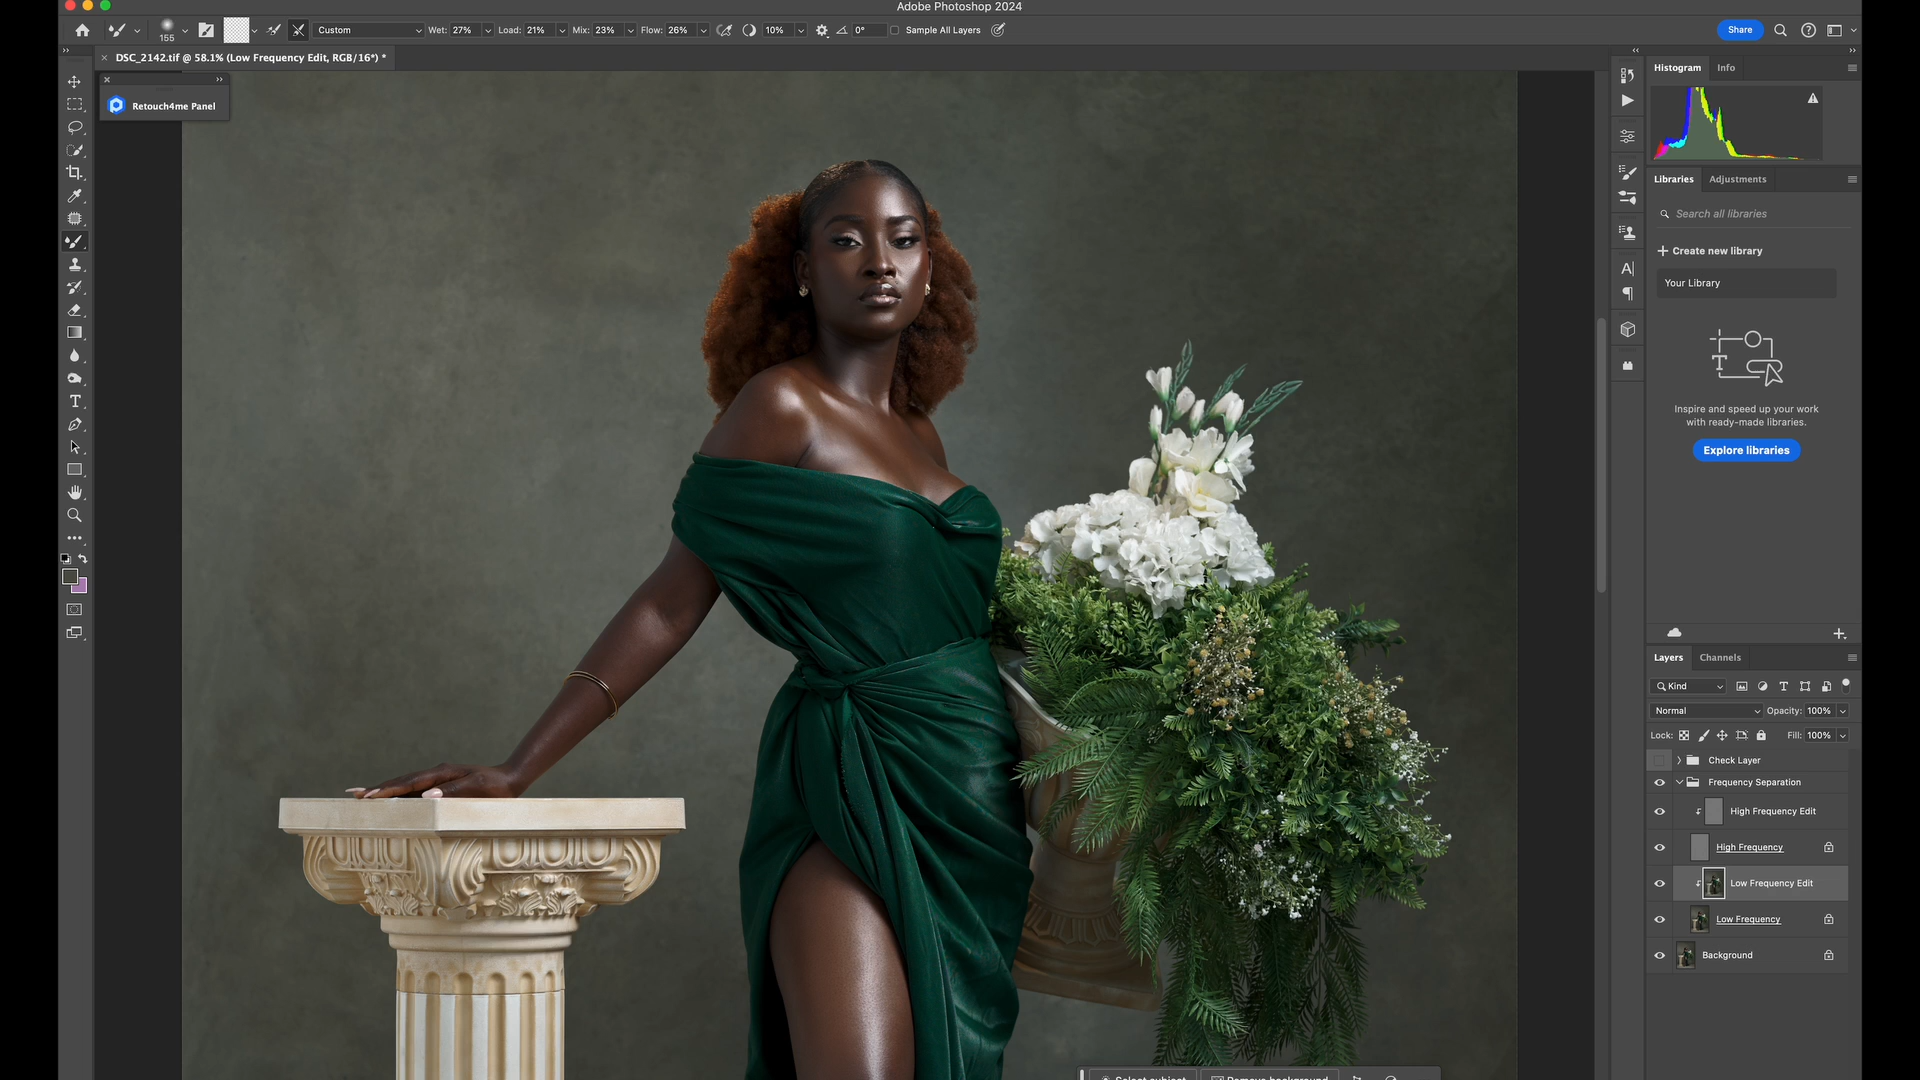 Adobe Photoshop 2024
155
Custom
Wet: 27%
Load: 21%
Mix: 23%
Flow: 26%
10%
0°
Sample All Layers
Share
DSC_2142.tif @ 58.1% (Low Frequency Edit, RGB/16*) *
Retouch4me Panel
Histogram
Info
Libraries
Adjustments
Search all libraries
Create new library
Your Library
Inspire and speed up your work
with ready-made libraries.
Explore libraries
Layers
Channels
Kind
Normal
Opacity: 100%
Lock:
Fill: 100%
Check Layer
Frequency Separation
High Frequency Edit
High Frequency
Low Frequency Edit
Low Frequency
Background
Select subject
Remove background